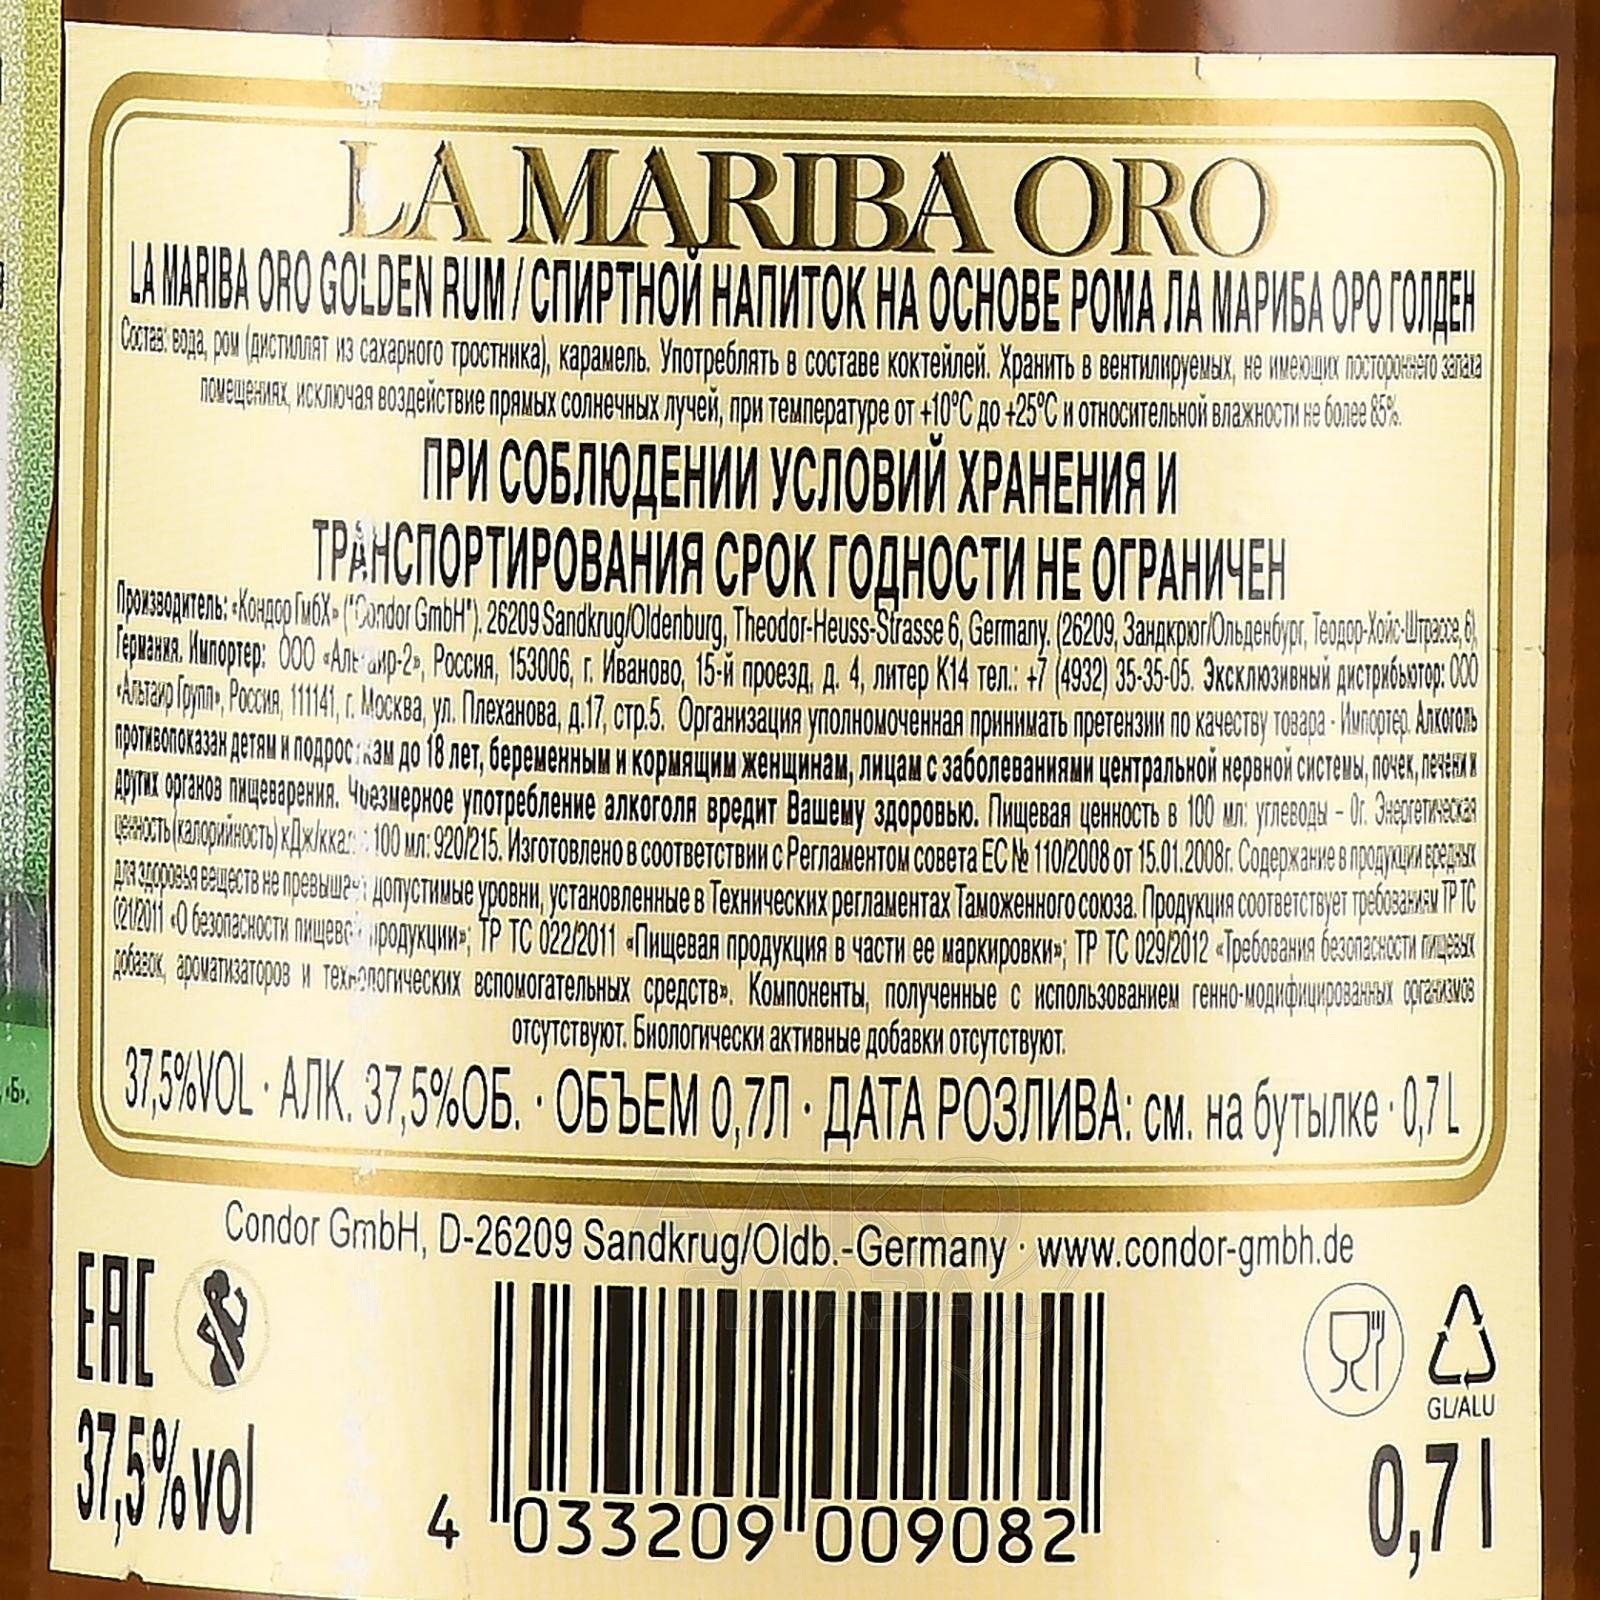 LA MARIBA ORO
LA MARIBA ORO GOLDEN RUM / СПИРТНОЙ НАПИТОК НА ОСНОВЕ РОМА ЛА МАРИБА ОРО ГОЛДЕН
Состав: вода, ром (дистиллят из сахарного тростника), карамель. Употреблять в составе коктейлей. Хранить в вентилируемых, не имеющих постороннего запаха
помещениях, исключая воздействие прямых солнечных лучей, при температуре от +10°С до +25°С и относительной влажности не более 85%.
ПРИ СОБЛЮДЕНИИ УСЛОВИЙ ХРАНЕНИЯ И
ТРАНСПОРТИРОВАНИЯ СРОК ГОДНОСТИ НЕ ОГРАНИЧЕН
Производитель: «Кондор ГмбХ» ("Condor GmbH"). 26209 Sandkrug/Oldenburg, Theodor-Heuss-Strasse 6, Germany. (26209, Зандкрюг/Ольденбург, Теодор-Хойс-Штрассе, 6),
Германия. Импортер: ООО «Альтаир-2», Россия, 153006, г. Иваново, 15-й проезд, д. 4, литер К14 тел.: +7 (4932) 35-35-05. Эксклюзивный дистрибьютор: ООО
«Альтаир Групп», Россия, 111141, г. Москва, ул. Плеханова, д.17, стр.5. Организация уполномоченная принимать претензии по качеству товара - Импортер. Алкоголь
противопоказан детям и подросткам до 18 лет, беременным и кормящим женщинам, лицам с заболеваниями центральной нервной системы, почек, печени и
других органов пищеварения. Чрезмерное употребление алкоголя вредит Вашему здоровью. Пищевая ценность в 100 мл: углеводы – 0г. Энергетическая
ценность (калорийность) кДж/ккал в 100 мл: 920/215. Изготовлено в соответствии с Регламентом совета ЕС № 110/2008 от 15.01.2008г. Содержание в продукции вредных
для здоровья веществ не превышает допустимые уровни, установленные в Технических регламентах Таможенного союза. Продукция соответствует требованиям ТР ТС
021/2011 «О безопасности пищевой продукции»; ТР ТС 022/2011 «Пищевая продукция в части ее маркировки»; ТР ТС 029/2012 «Требования безопасности пищевых
добавок, ароматизаторов и технологических вспомогательных средств». Компоненты, полученные с использованием генно-модифицированных организмов
отсутствуют. Биологически активные добавки отсутствуют.
37,5%VOL · АЛК. 37,5%ОБ. · ОБЪЕМ 0,7Л · ДАТА РОЗЛИВА: см. на бутылке · 0,7 L
Condor GmbH, D-26209 Sandkrug/Oldb.-Germany · www.condor-gmbh.de
EAC
GL/ALU
37,5%vol
0,7 l
4 033209 009082
«Б».